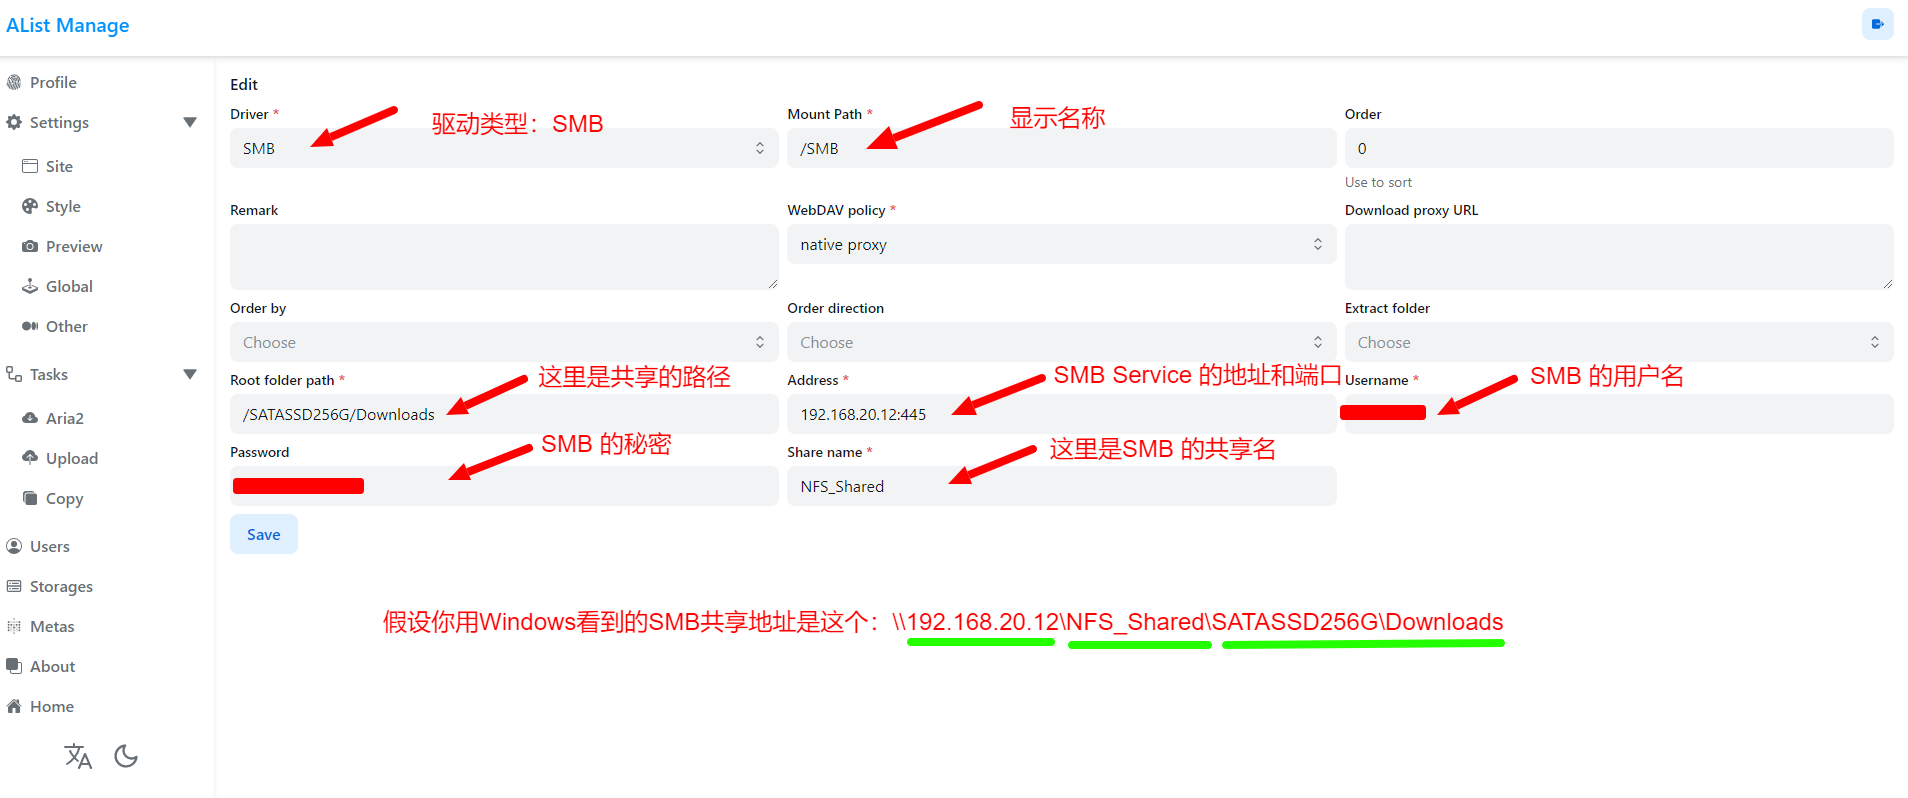 AList Manage
Profile
Settings
Site
Style
Preview
Global
Other
Tasks
Aria2
Upload
Copy
Users
Storages
Metas
About
Home
Edit
Driver *
驱动类型：SMB
SMB
Mount Path *
显示名称
/SMB
Order
0
Use to sort
Remark
WebDAV policy *
native proxy
Download proxy URL
Order by
Choose
Order direction
Choose
Extract folder
Choose
Root folder path *
这里是共享的路径
/SATASSD256G/Downloads
Address *
SMB Service 的地址和端口
192.168.20.12:445
Username *
SMB 的用户名
Password
SMB 的秘密
Share name *
这里是SMB 的共享名
NFS_Shared
Save
假设你用Windows看到的SMB共享地址是这个：\\192.168.20.12\NFS_Shared\SATASSD256G\Downloads